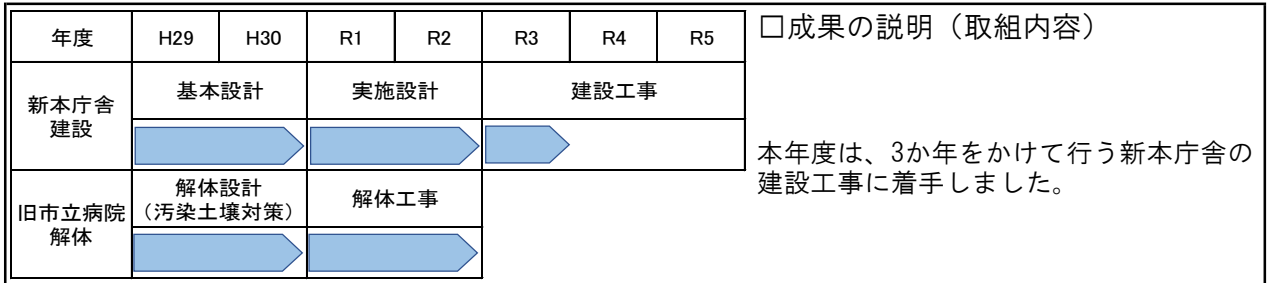 年度 H29 H30 R1 R2 R3 R4 R5
新本庁舎
建設
基本設計 実施設計 建設工事
旧市立病院
解体
解体設計
（汚染土壌対策）
解体工事
□成果の説明（取組内容）
本年度は、3か年をかけて行う新本庁舎の
建設工事に着手しました。